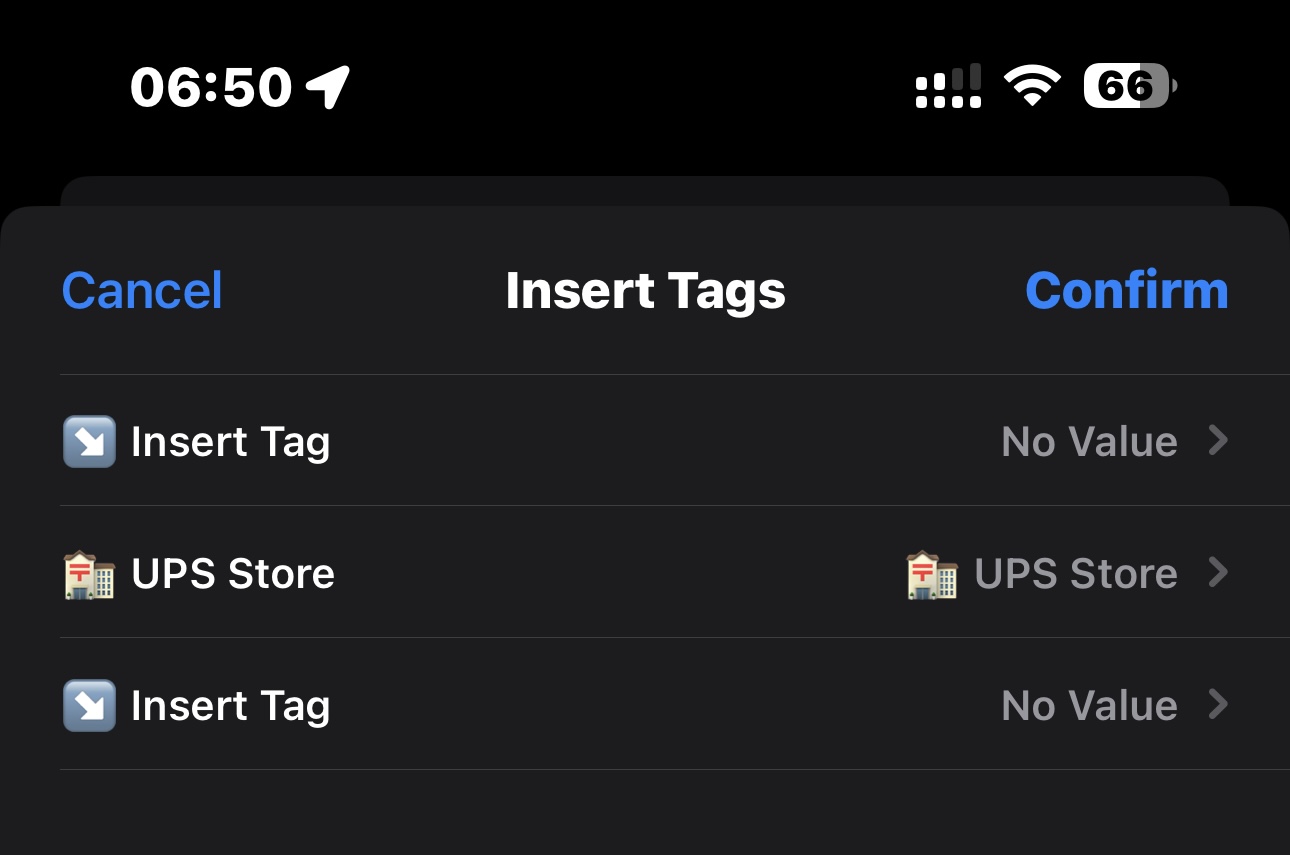 06:50 66
Cancel Insert Tags Confirm
↘️ Insert Tag No Value
🏣 UPS Store 🏣 UPS Store
↘️ Insert Tag No Value